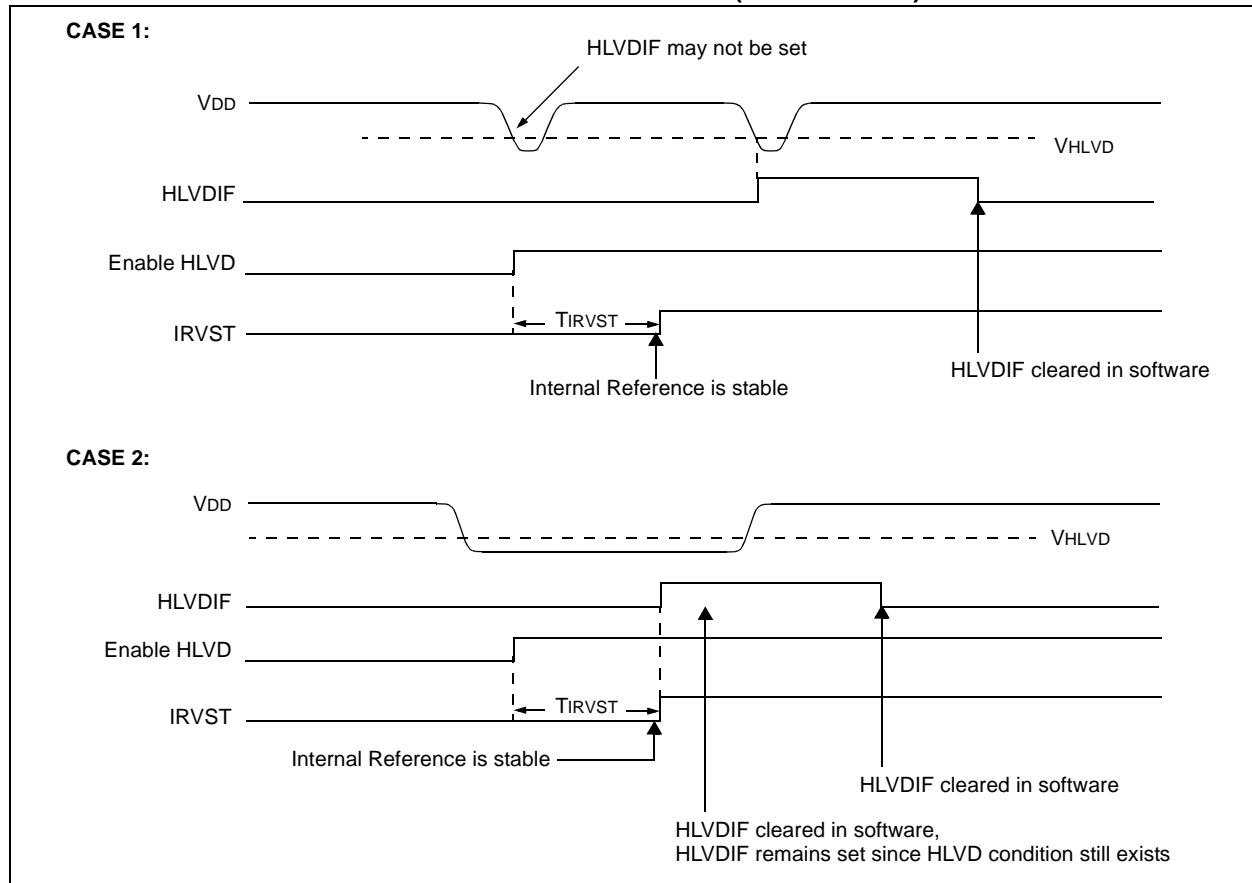 CASE 1:
HLVDIF may not be set
VDD
VHLVD
HLVDIF
Enable HLVD
TIRVST
IRVST
HLVDIF cleared in software
Internal Reference is stable
CASE 2:
VDD
VHLVD
HLVDIF
Enable HLVD
TIRVST
IRVST
Internal Reference is stable
HLVDIF cleared in software
HLVDIF cleared in software,
HLVDIF remains set since HLVD condition still exists